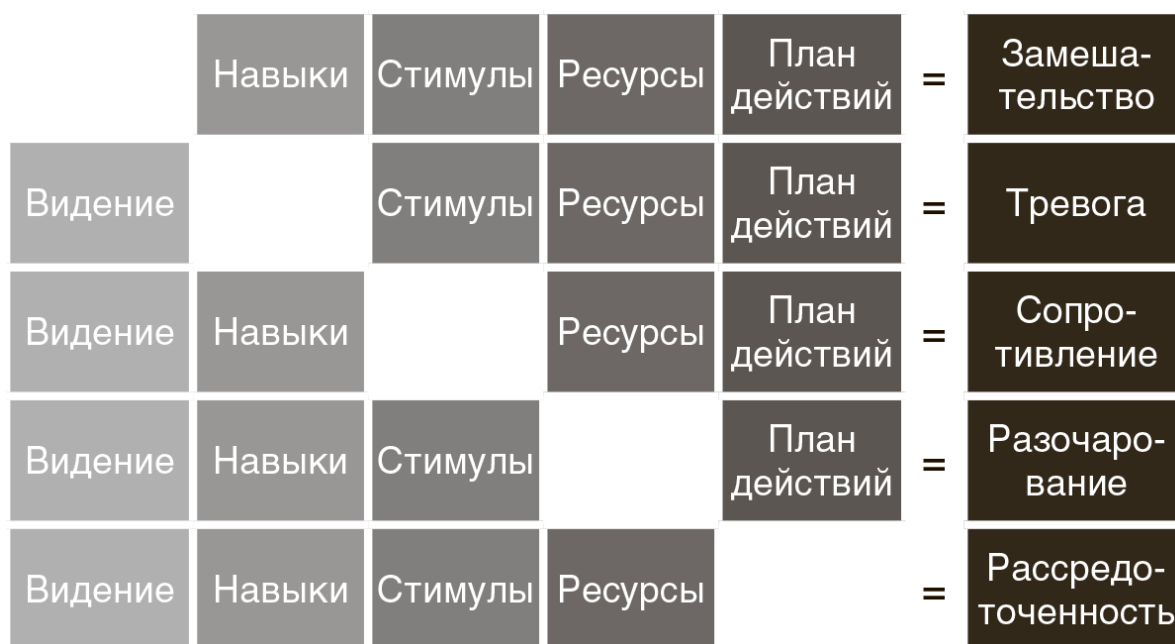 Навыки Стимулы Ресурсы План действий = Замеша-
тельство
Видение Стимулы Ресурсы План действий = Тревога
Видение Навыки Ресурсы План действий = Сопро-
тивление
Видение Навыки Стимулы План действий = Разочаро-
вание
Видение Навыки Стимулы Ресурсы = Рассредо-
точенность